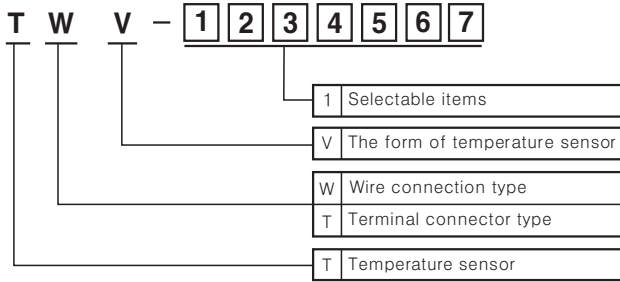 T W V – 1 2 3 4 5 6 7
1 Selectable items
V The form of temperature sensor
W Wire connection type
T Terminal connector type
T Temperature sensor